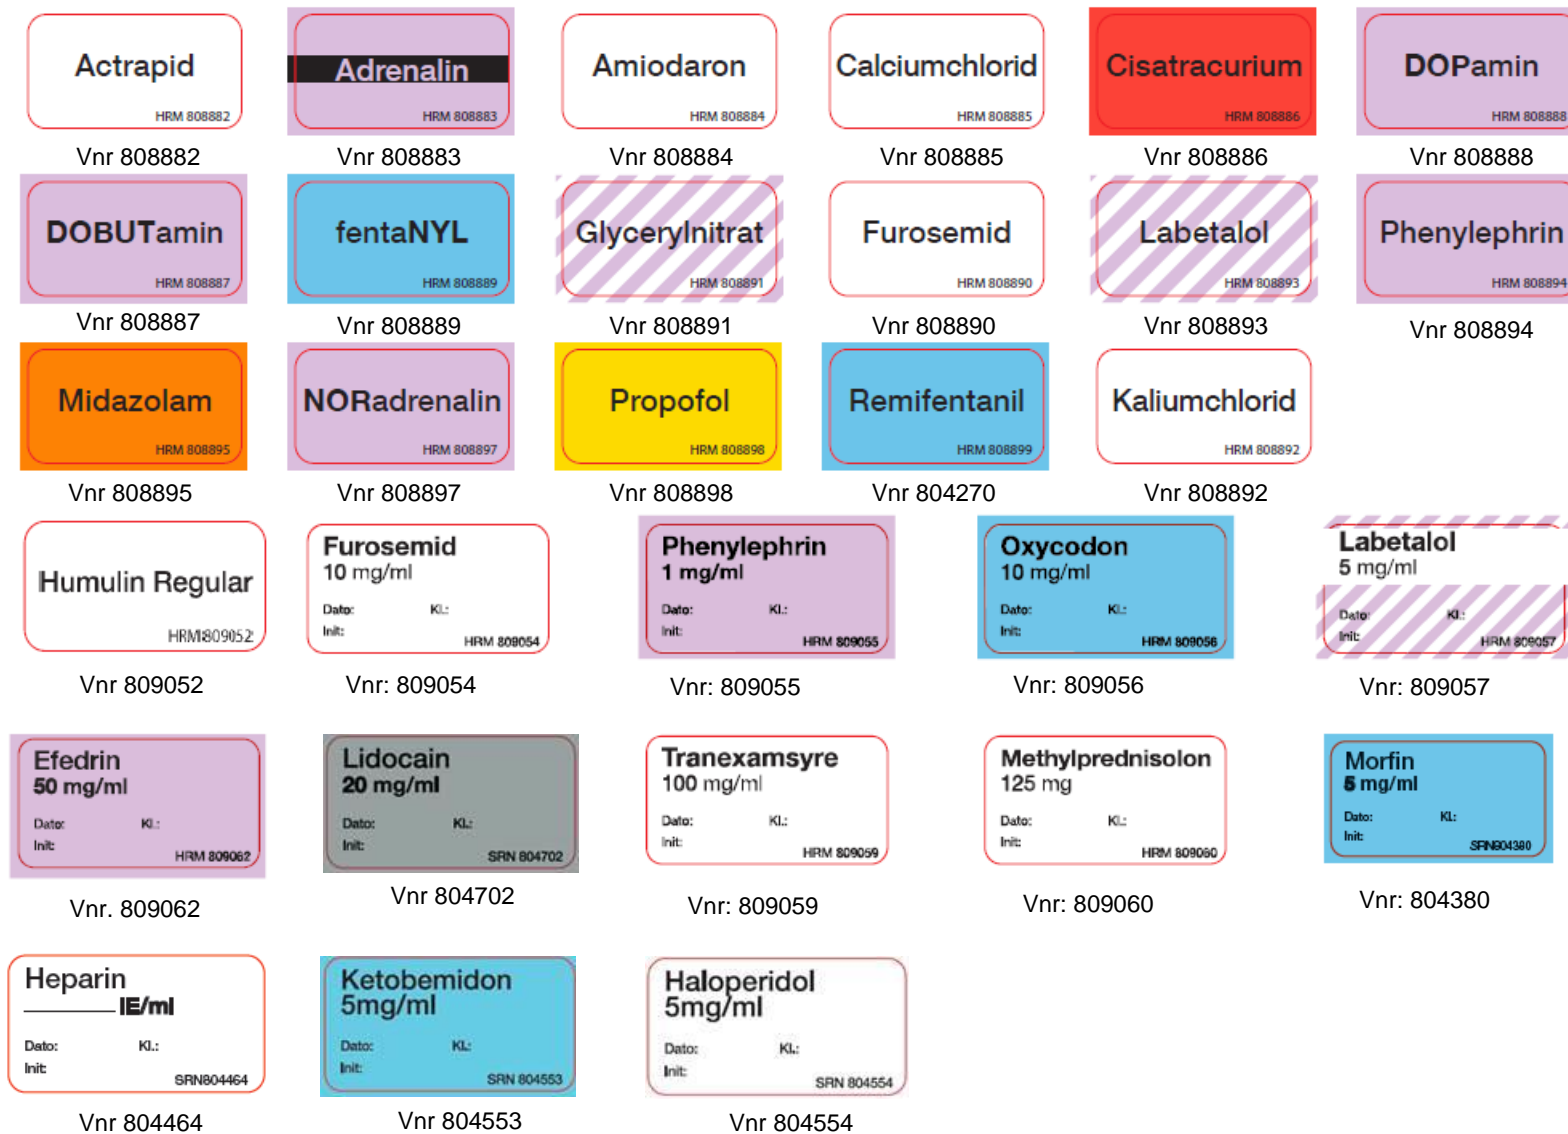 Actrapid
HRM 808882
Vnr 808882
Adrenalin
HRM 808883
Vnr 808883
Amiodaron
HRM 808884
Vnr 808884
Calciumchlorid
HRM 808885
Vnr 808885
Cisatracurium
HRM 808886
Vnr 808886
DOPamin
HRM 808888
Vnr 808888
DOBUTamin
HRM 808887
Vnr 808887
fentaNYL
HRM 808889
Vnr 808889
Glycerylnitrat
HRM 808891
Vnr 808891
Furosemid
HRM 808890
Vnr 808890
Labetalol
HRM 808893
Vnr 808893
Phenylephrin
HRM 808894
Vnr 808894
Midazolam
HRM 808895
Vnr 808895
NORadrenalin
HRM 808897
Vnr 808897
Propofol
HRM 808898
Vnr 808898
Remifentanil
HRM 808899
Vnr 804270
Kaliumchlorid
HRM 808892
Vnr 808892
Humulin Regular
HRM809052
Vnr 809052
Furosemid
10 mg/ml
Dato: Kl.:
Init:
HRM 809054
Vnr: 809054
Phenylephrin
1 mg/ml
Dato: Kl.:
Init:
HRM 809055
Vnr: 809055
Oxycodon
10 mg/ml
Dato: Kl.:
Init:
HRM 809056
Vnr: 809056
Labetalol
5 mg/ml
Dato: Kl.:
Init:
HRM 809057
Vnr: 809057
Efedrin
50 mg/ml
Dato: Kl.:
Init:
HRM 809062
Vnr. 809062
Lidocain
20 mg/ml
Dato: Kl.:
Init:
SRN 804702
Vnr 804702
Tranexamsyre
100 mg/ml
Dato: Kl.:
Init:
HRM 809059
Vnr: 809059
Methylprednisolon
125 mg
Dato: Kl.:
Init:
HRM 809060
Vnr: 809060
Morfin
5 mg/ml
Dato: Kl.:
Init:
SRN804380
Vnr: 804380
Heparin
_______ IE/ml
Dato: Kl.:
Init:
SRN804464
Vnr 804464
Ketobemidon
5mg/ml
Dato: Kl.:
Init:
SRN 804553
Vnr 804553
Haloperidol
5mg/ml
Dato: Kl.:
Init:
SRN 804554
Vnr 804554